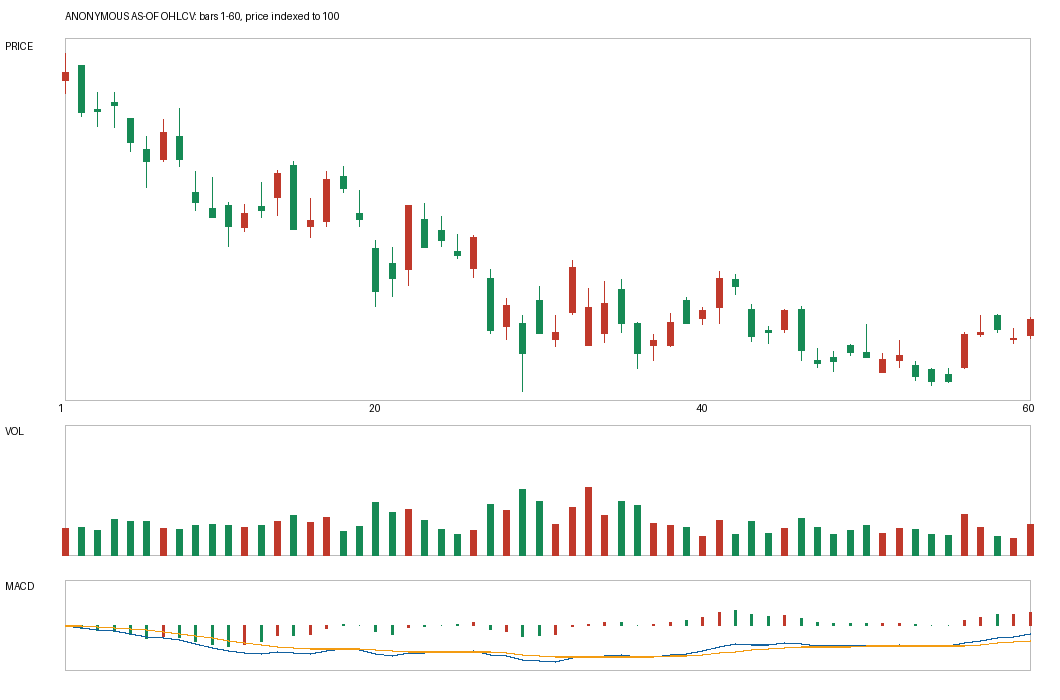 ANONYMOUS AS-OF OHLCV: bars 1-60, price indexed to 100
PRICE
1 20 40 60
VOL
MACD